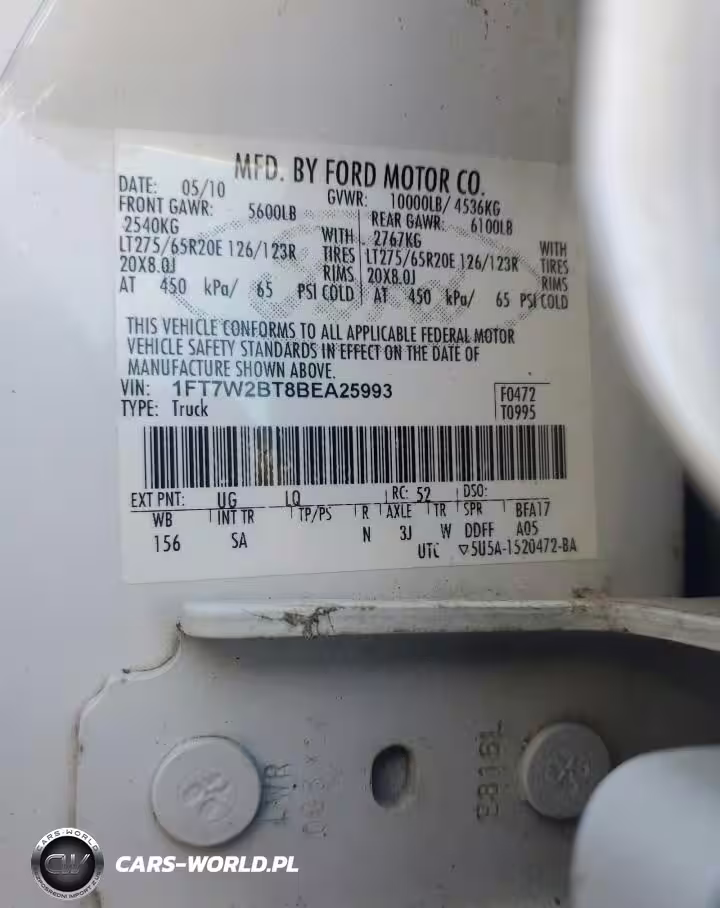 MFD. BY FORD MOTOR CO.
DATE: 05/10 GVWR: 10000LB/ 4536KG
FRONT GAWR: 5600LB REAR GAWR: 6100LB
2540KG WITH 2767KG WITH
LT275/65R20E 126/123R TIRES LT275/65R20E 126/123R TIRES
20X8.0J RIMS 20X8.0J RIMS
AT 450 kPa/ 65 PSI COLD AT 450 kPa/ 65 PSI COLD
THIS VEHICLE CONFORMS TO ALL APPLICABLE FEDERAL MOTOR
VEHICLE SAFETY STANDARDS IN EFFECT ON THE DATE OF
MANUFACTURE SHOWN ABOVE.
VIN: 1FT7W2BT8BEA25993 F0472
TYPE: Truck T0995
EXT PNT: UG LQ RC: 52 DSO:
WB INT TR TP/PS R AXLE TR SPR BFA17
156 SA N 3J W DDFF A05
UTC ▽5U5A-1520472-BA
E816L
CARS-WORLD
CW
CARS-WORLD.PL